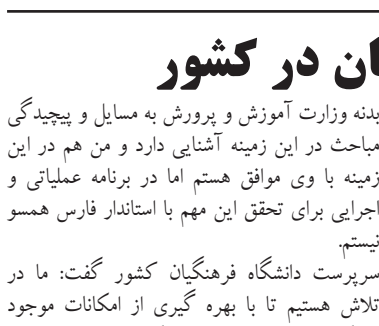 ان در کشور
بدنه وزارت آموزش و پرورش به مسایل و پیچیدگی
مباحث در این زمینه آشنایی دارد و من هم در این
زمینه با وی موافق هستم اما در برنامه عملیاتی و
اجرایی برای تحقق این مهم با استاندار فارس همسو
نیستم.
سرپرست دانشگاه فرهنگیان کشور گفت: ما در
تلاش هستیم تا با بهره گیری از امکانات موجود